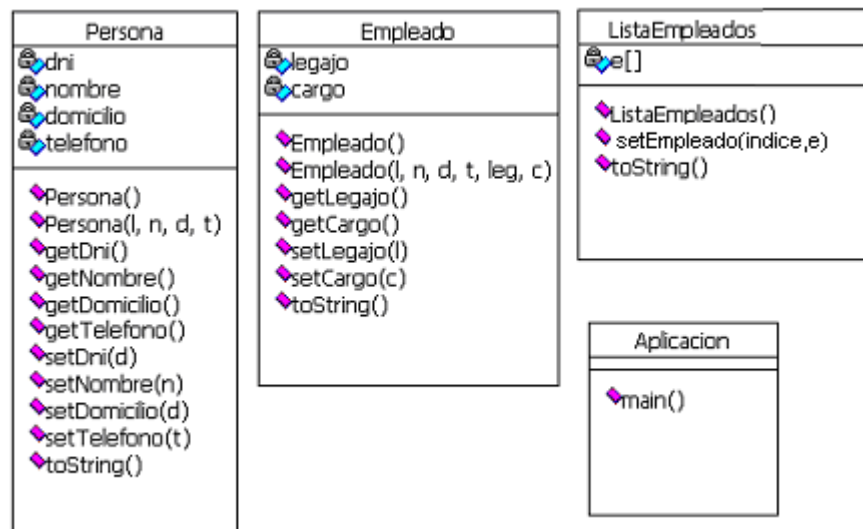 Persona
dni
nombre
domicilio
telefono
Persona()
Persona(l, n, d, t)
getDni()
getNombre()
getDomicilio()
getTelefono()
setDni(d)
setNombre(n)
setDomicilio(d)
setTelefono(t)
toString()
Empleado
legajo
cargo
Empleado()
Empleado(l, n, d, t, leg, c)
getLegajo()
getCargo()
setLegajo(l)
setCargo(c)
toString()
ListaEmpleados
e[]
ListaEmpleados()
setEmpleado(indice,e)
toString()
Aplicacion
main()